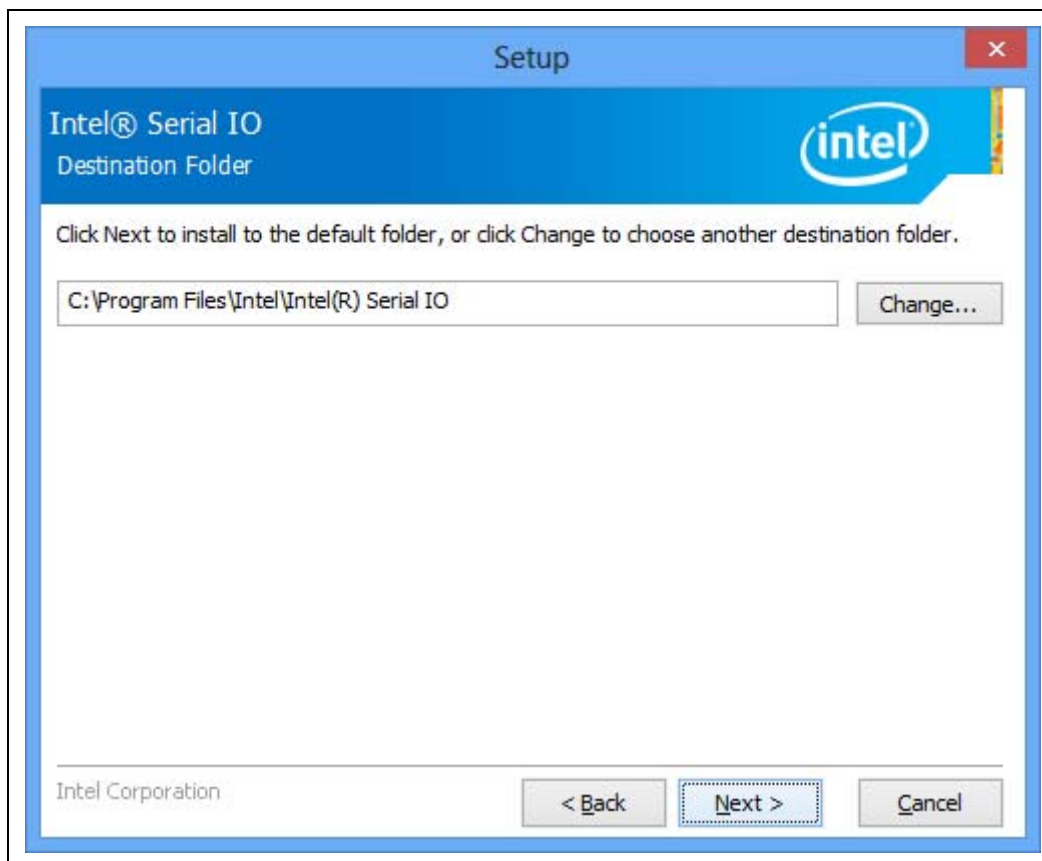 Setup
Intel® Serial IO
Destination Folder
intel
Click Next to install to the default folder, or click Change to choose another destination folder.
C:\Program Files\Intel\Intel(R) Serial IO
Change...
Intel Corporation
< Back
Next >
Cancel